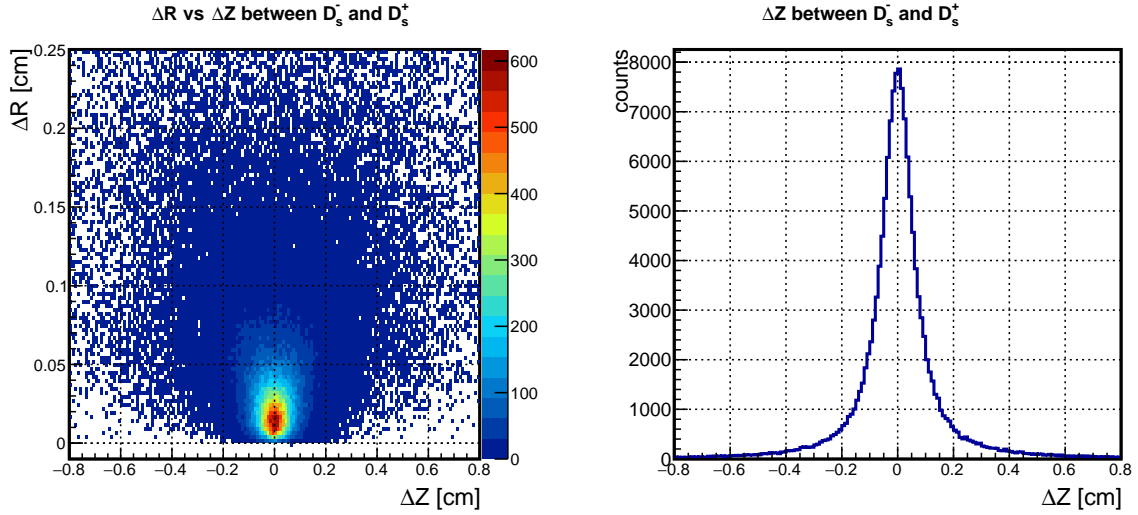 ΔR vs ΔZ between D_s^- and D_s^+
ΔR [cm]
0.25
0.2
0.15
0.1
0.05
0
−0.8 −0.6 −0.4 −0.2 0 0.2 0.4 0.6 0.8
ΔZ [cm]
600
500
400
300
200
100
0
ΔZ between D_s^- and D_s^+
counts
8000
7000
6000
5000
4000
3000
2000
1000
0
−0.8 −0.6 −0.4 −0.2 0 0.2 0.4 0.6 0.8
ΔZ [cm]